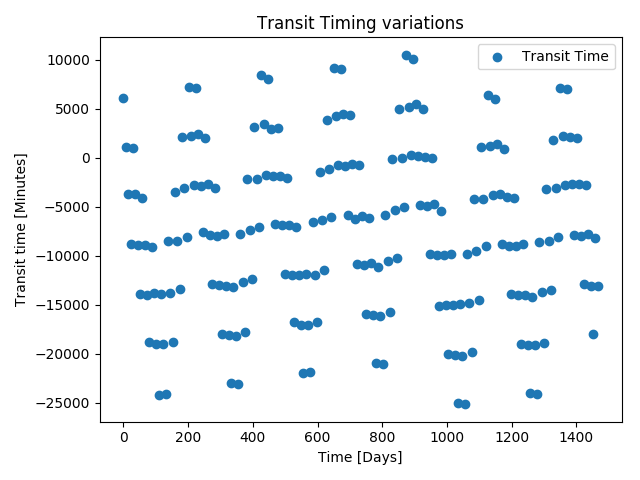 Transit Timing variations
Transit Time
Transit time [Minutes]
10000
5000
0
−5000
−10000
−15000
−20000
−25000
0 200 400 600 800 1000 1200 1400
Time [Days]